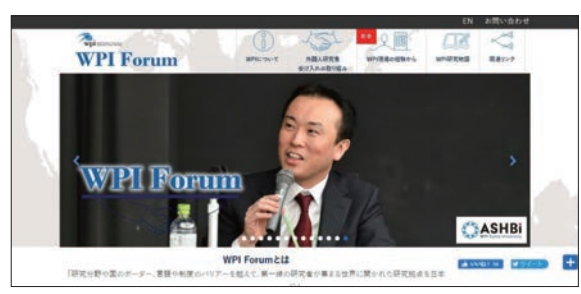 EN お問い合わせ
wpi
WPI Forum
WPIについて
外国人研究者
受け入れの取り組み
WPI現場の経験から
WPI研究地図
関連リンク
WPI Forum
ASHBi
WPI Forumとは
「研究分野や国のボーダー、言語や制度のバリアーを越えて、第一線の研究者が集まる世界に開かれた研究拠点を日本